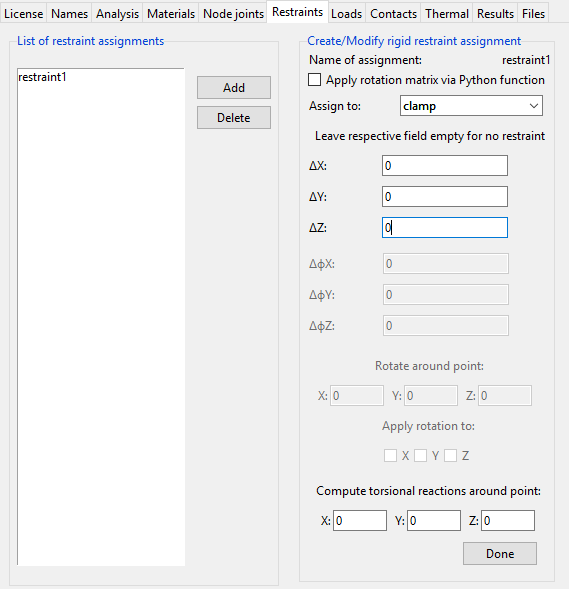 License Names Analysis Materials Node joints Restraints Loads Contacts Thermal Results Files
List of restraint assignments
restraint1
Add
Delete
Create/Modify rigid restraint assignment
Name of assignment: restraint1
Apply rotation matrix via Python function
Assign to: clamp
Leave respective field empty for no restraint
ΔX: 0
ΔY: 0
ΔZ: 0
ΔϕX: 0
ΔϕY: 0
ΔϕZ: 0
Rotate around point:
X: 0 Y: 0 Z: 0
Apply rotation to:
X Y Z
Compute torsional reactions around point:
X: 0 Y: 0 Z: 0
Done